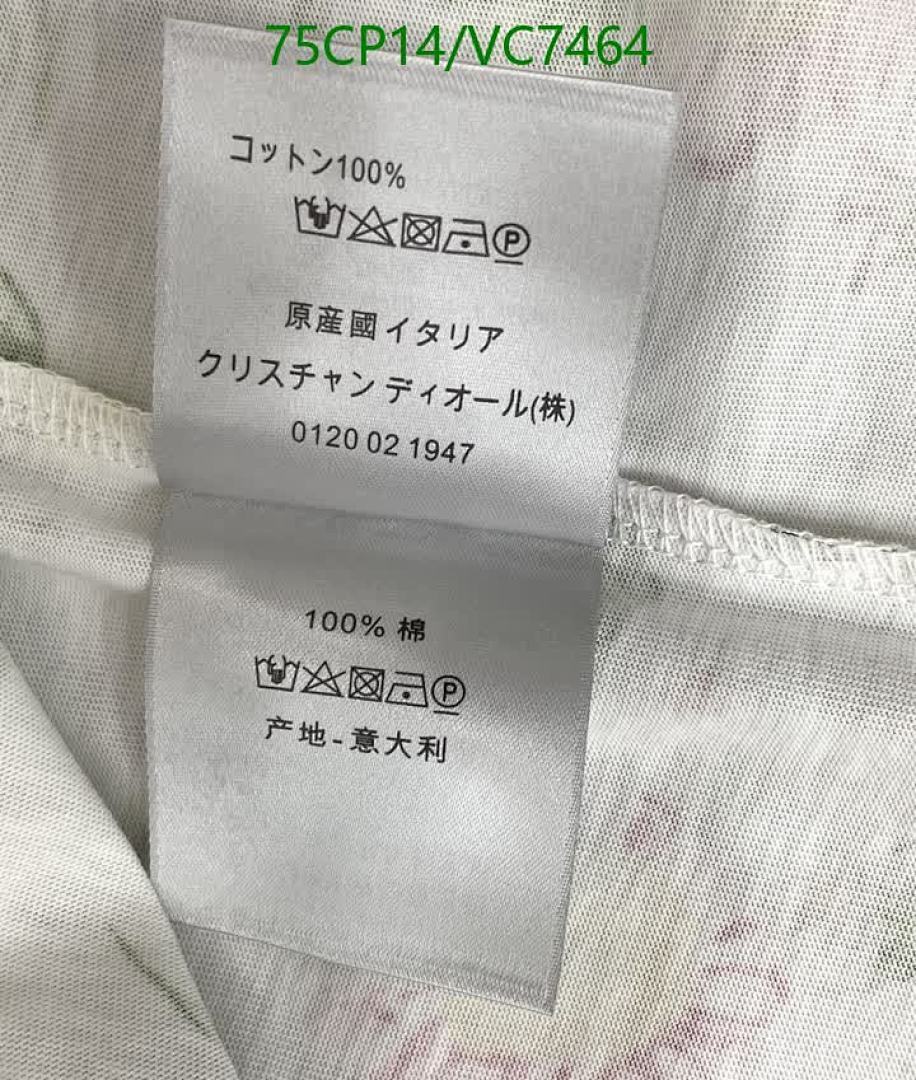 75CP14/VC7464
コットン100%
P
原産國 イタリア
クリスチャン ディオール(株)
0120 02 1947
100% 棉
P
产地-意大利